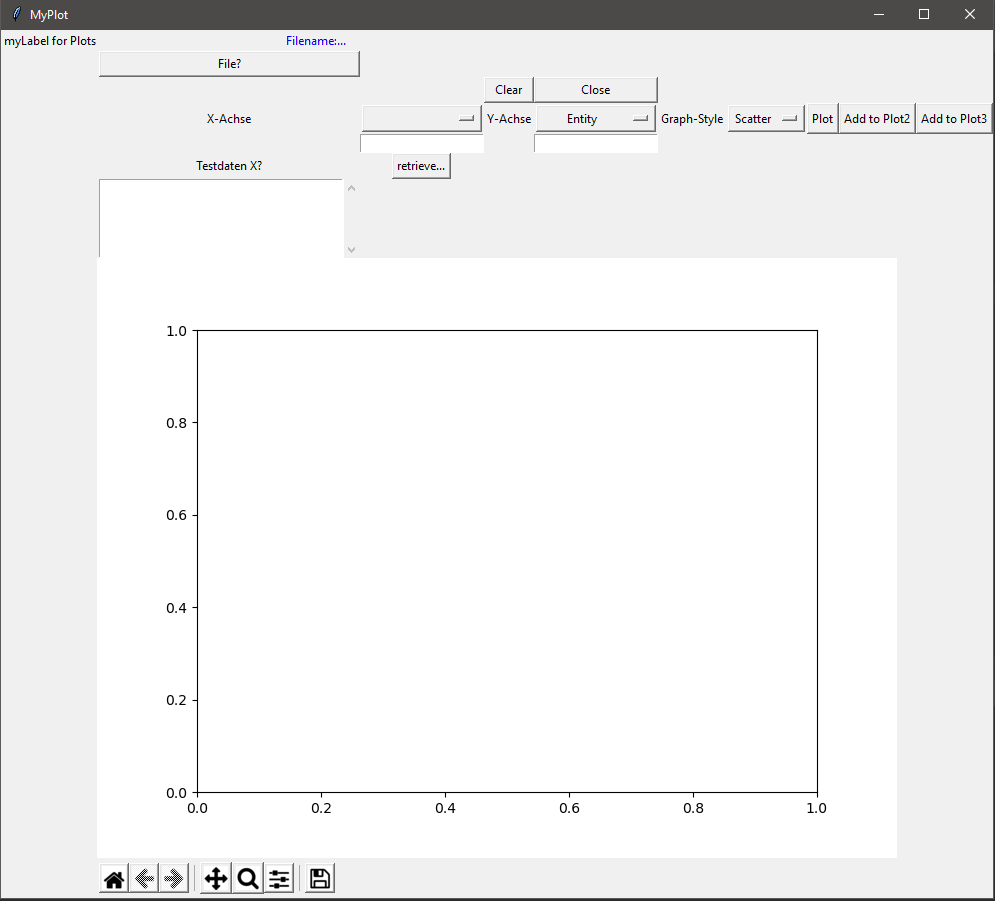 MyPlot
myLabel for Plots Filename:...
File?
Clear Close
X-Achse Y-Achse Entity Graph-Style Scatter Plot Add to Plot2 Add to Plot3
Testdaten X? retrieve...
1.0
0.8
0.6
0.4
0.2
0.0
0.0 0.2 0.4 0.6 0.8 1.0